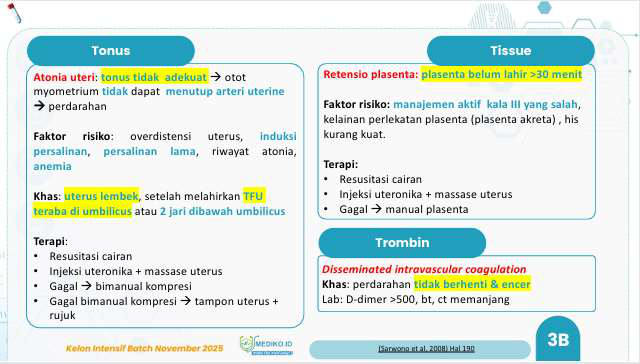 Tonus
Atonia uteri: tonus tidak adekuat → otot
myometrium tidak dapat menutup arteri uterine
→ perdarahan
Faktor risiko: overdistensi uterus, induksi
persalinan, persalinan lama, riwayat atonia,
anemia
Khas: uterus lembek, setelah melahirkan TFU
teraba di umbilicus atau 2 jari dibawah umbilicus
Terapi:
• Resusitasi cairan
• Injeksi uteronika + massase uterus
• Gagal → bimanual kompresi
• Gagal bimanual kompresi → tampon uterus +
rujuk
Tissue
Retensio plasenta: plasenta belum lahir >30 menit
Faktor risiko: manajemen aktif kala III yang salah,
kelainan perlekatan plasenta (plasenta akreta) , his
kurang kuat.
Terapi:
• Resusitasi cairan
• Injeksi uteronika + massase uterus
• Gagal → manual plasenta
Trombin
Disseminated intravascular coagulation
Khas: perdarahan tidak berhenti & encer
Lab: D-dimer >500, bt, ct memanjang
3B
Kelon Intensif Batch November 2025
MEDIKO.ID
(Sarwono et al, 2008) Hal 190